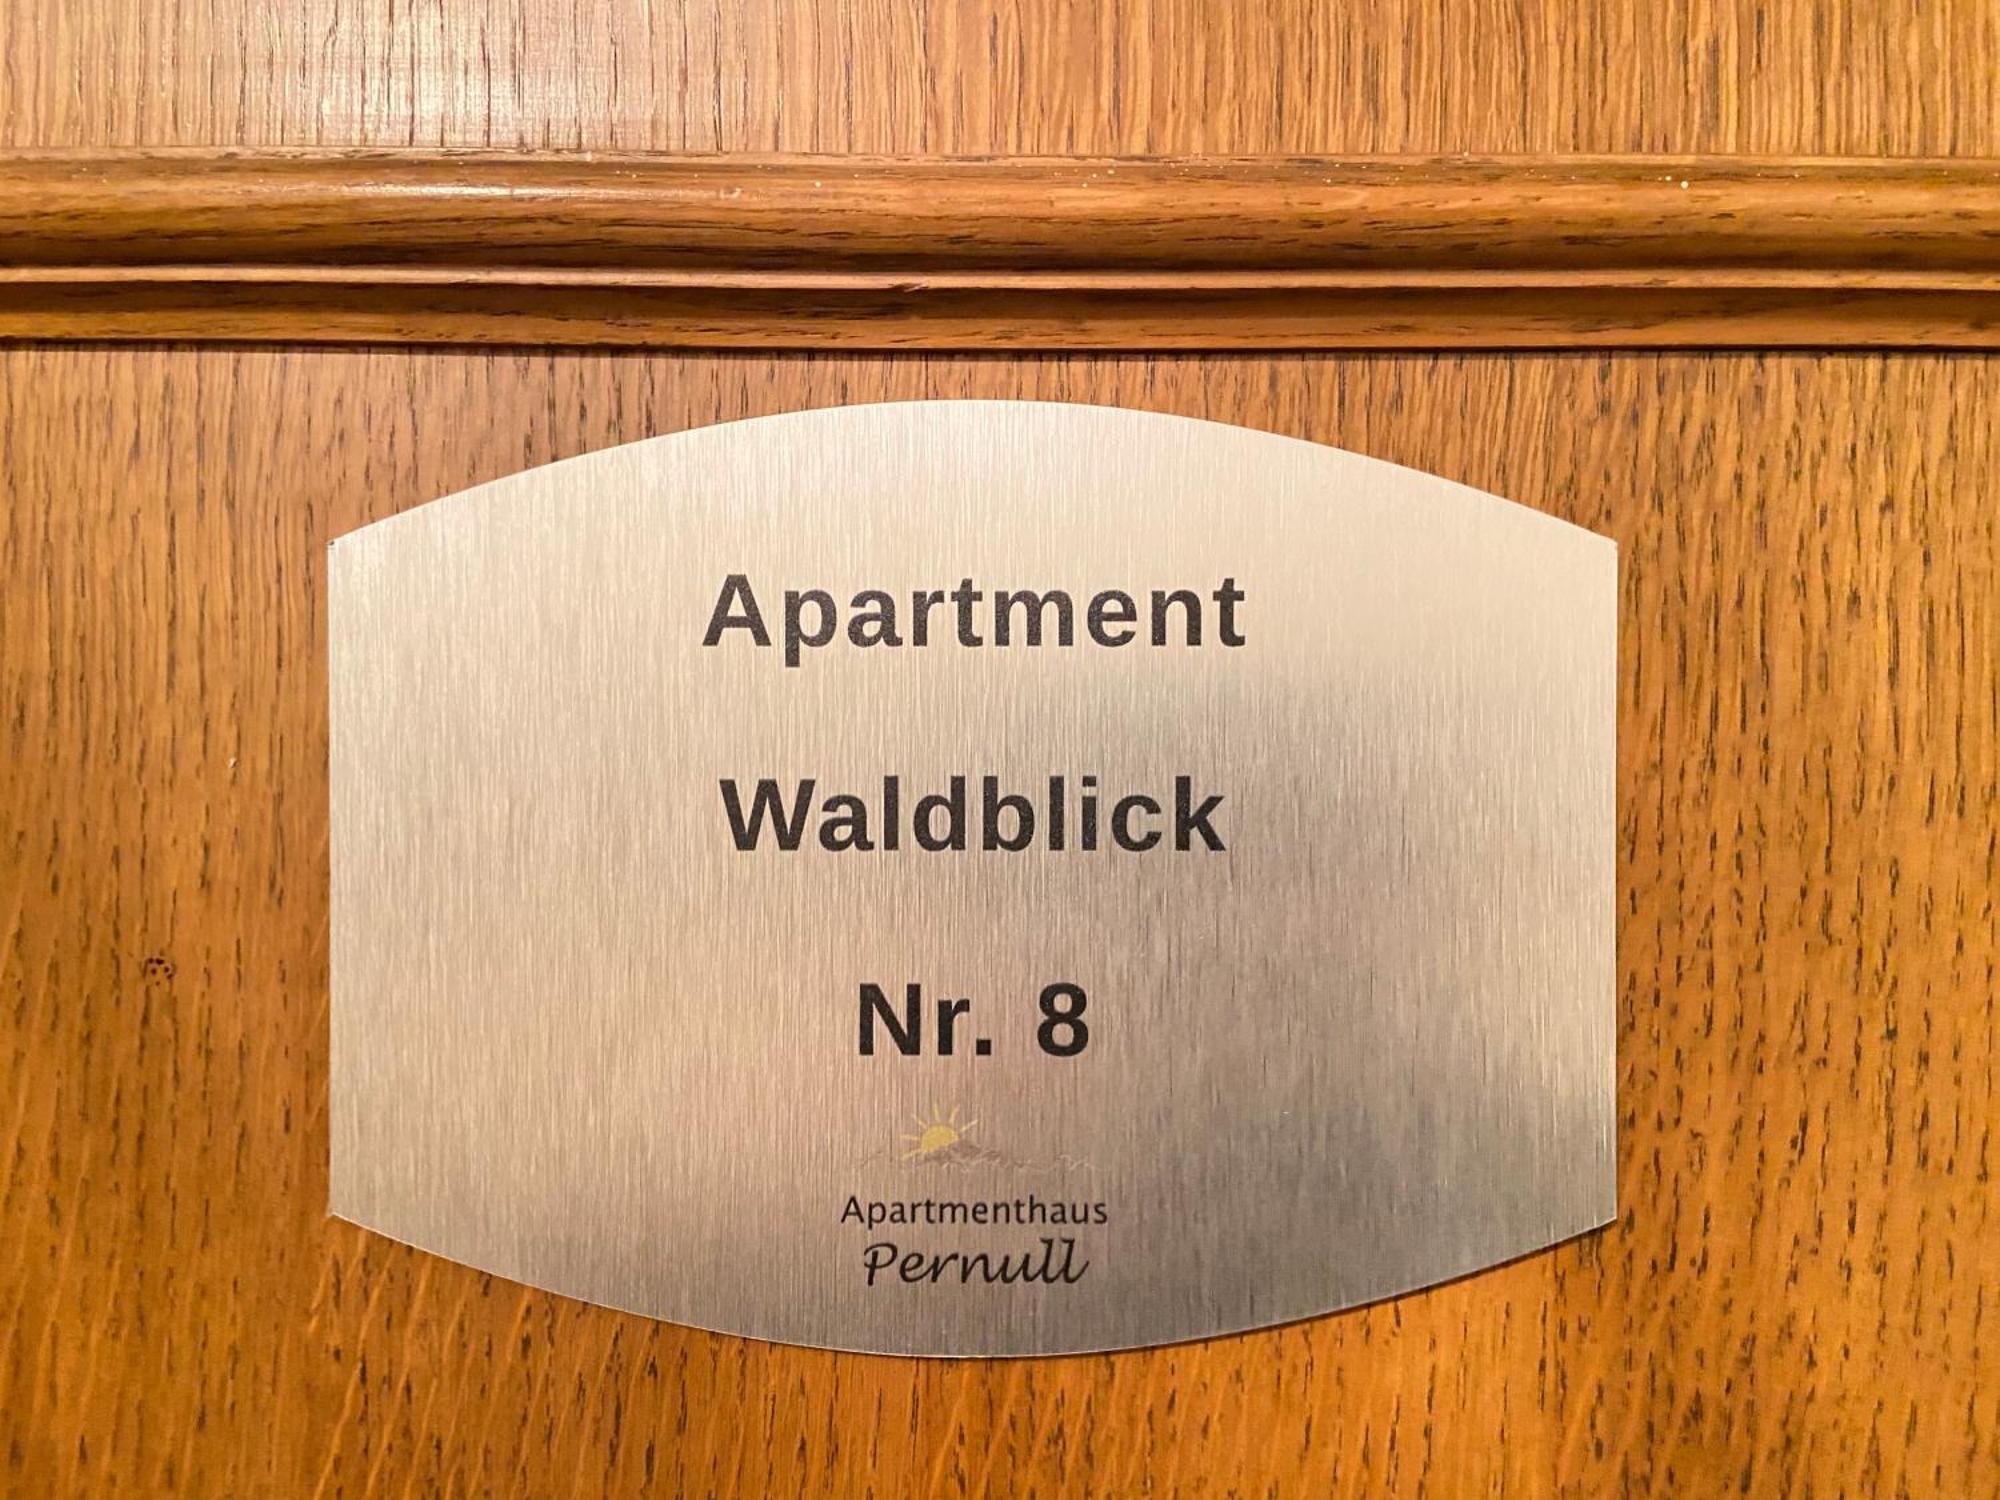 Apartment
Waldblick
Nr. 8
Apartmenthaus
Pernull